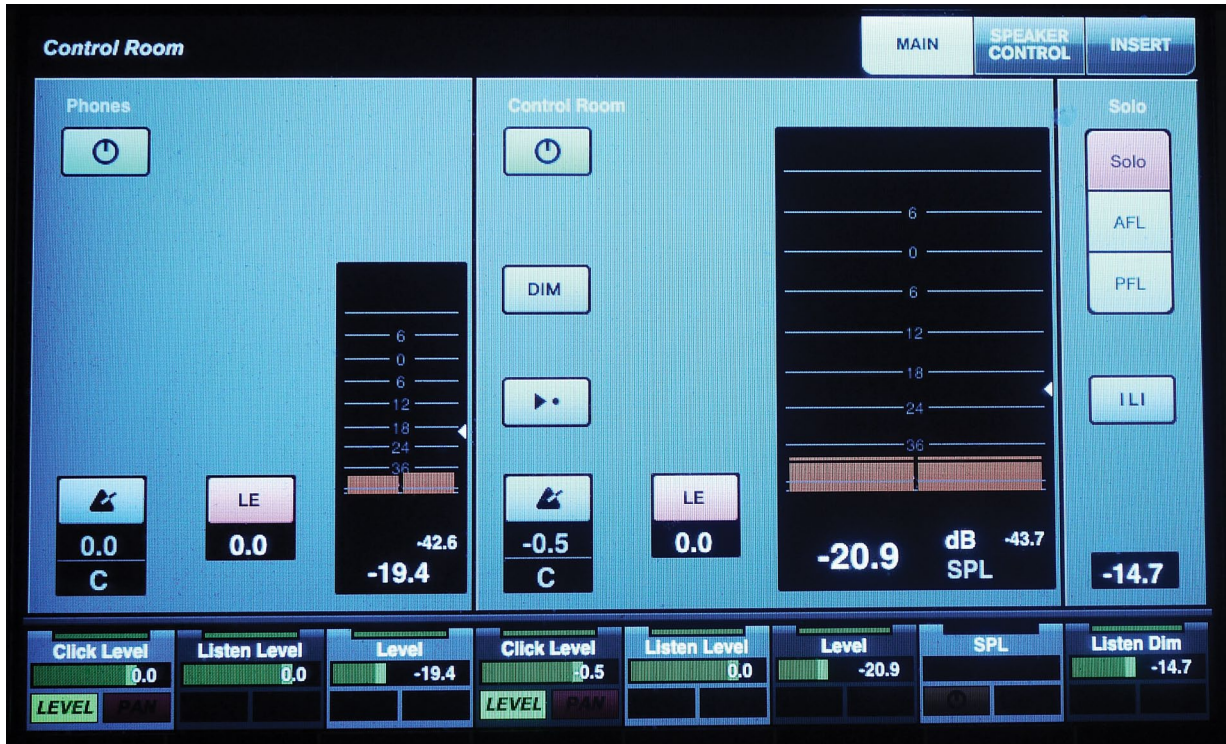 Control Room
MAIN
SPEAKER
CONTROL
INSERT
Phones
Control Room
Solo
Solo
AFL
PFL
DIM
6
0
6
12
18
24
36
6
0
6
12
18
24
36
LE
0.0
0.0
C
-42.6
-19.4
LE
-0.5
0.0
C
-20.9
dB
SPL
-43.7
ILI
-14.7
Click Level
0.0
LEVEL
PAN
Listen Level
0.0
Level
-19.4
Click Level
-0.5
LEVEL
PAN
Listen Level
0.0
Level
-20.9
SPL
Listen Dim
-14.7